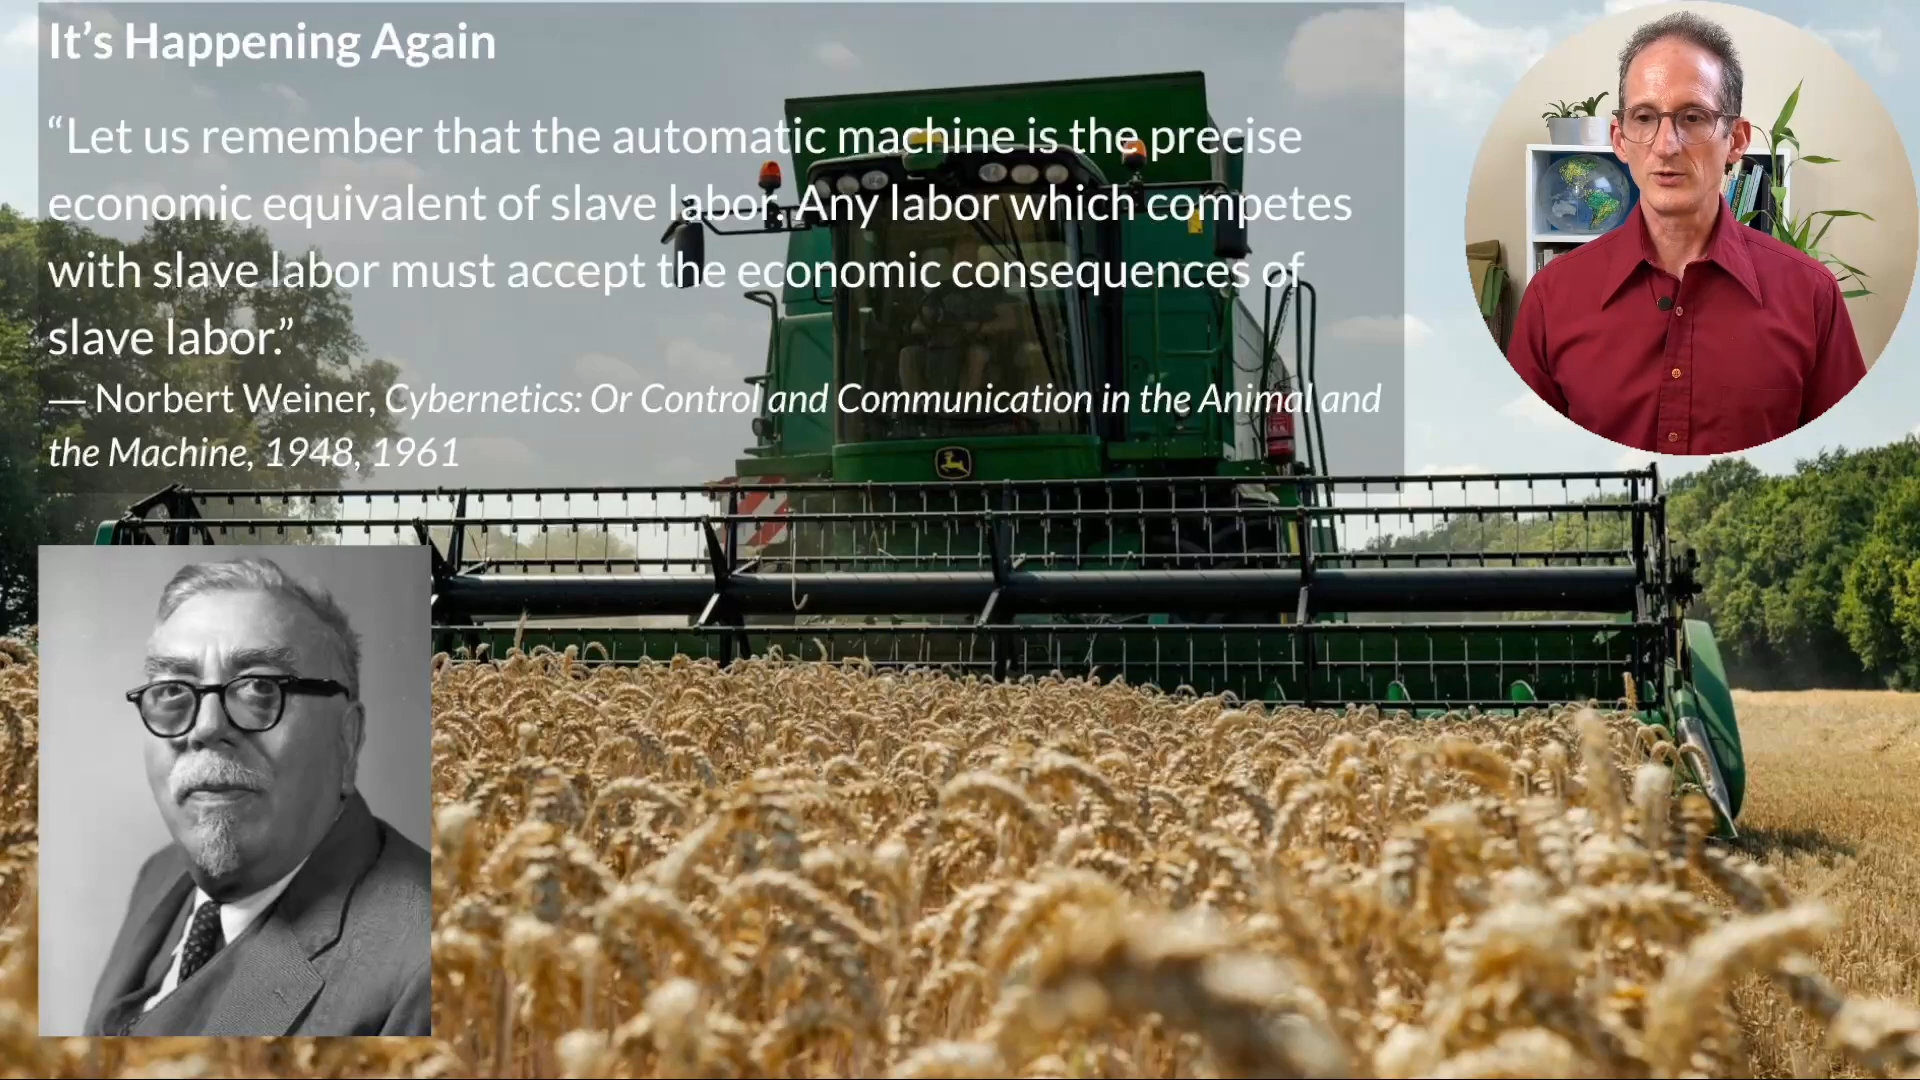 It’s Happening Again
“Let us remember that the automatic machine is the precise
economic equivalent of slave labor. Any labor which competes
with slave labor must accept the economic consequences of
slave labor.”
— Norbert Weiner, Cybernetics: Or Control and Communication in the Animal and
the Machine, 1948, 1961